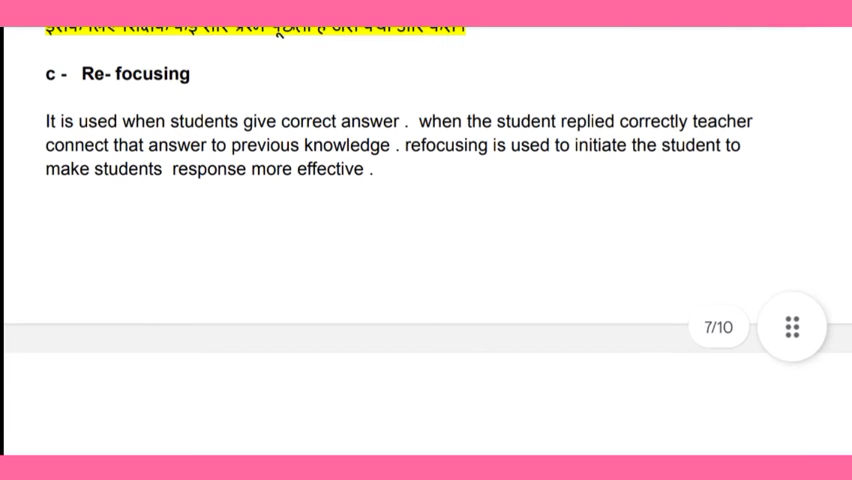 c - Re- focusing
It is used when students give correct answer . when the student replied correctly teacher
connect that answer to previous knowledge . refocusing is used to initiate the student to
make students response more effective .
7/10